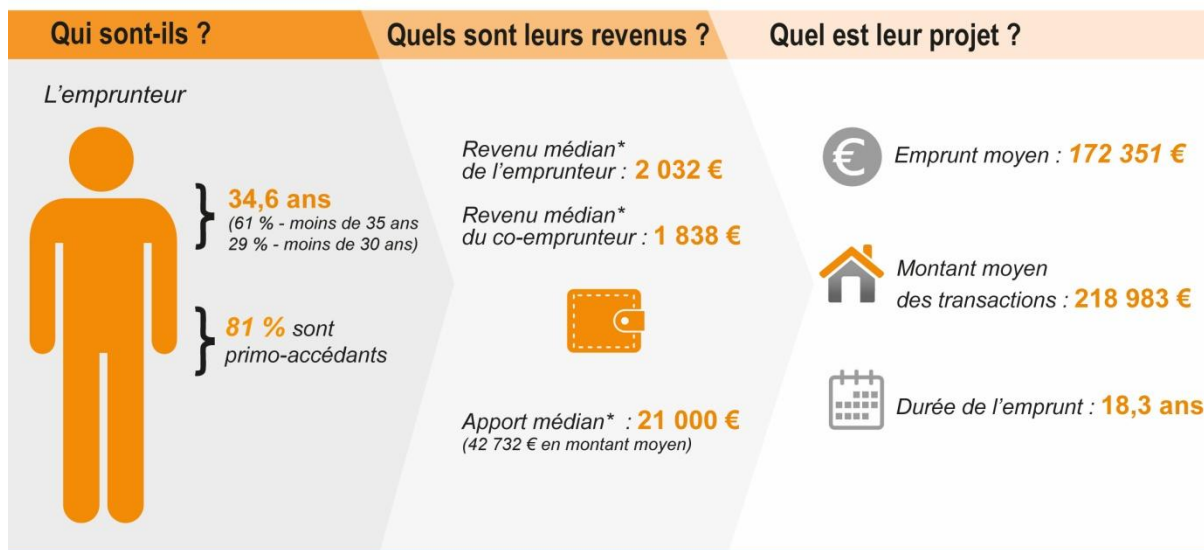 Qui sont-ils ?
Quels sont leurs revenus ?
Quel est leur projet ?
L'emprunteur
34,6 ans
(61 % - moins de 35 ans
29 % - moins de 30 ans)
81 % sont
primo-accédants
Revenu médian*
de l'emprunteur : 2 032 €
Revenu médian*
du co-emprunteur : 1 838 €
Apport médian* : 21 000 €
(42 732 € en montant moyen)
€
Emprunt moyen : 172 351 €
Montant moyen
des transactions : 218 983 €
Durée de l'emprunt : 18,3 ans